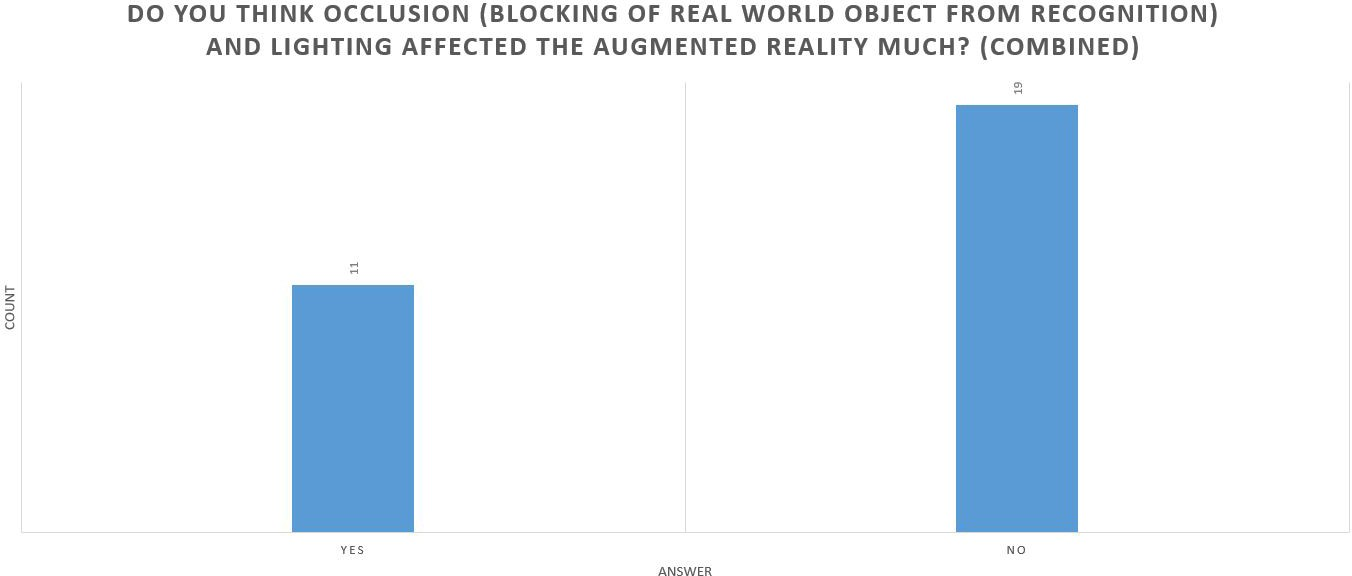 DO YOU THINK OCCLUSION (BLOCKING OF REAL WORLD OBJECT FROM RECOGNITION)
AND LIGHTING AFFECTED THE AUGMENTED REALITY MUCH? (COMBINED)
COUNT
11
19
YES
NO
ANSWER